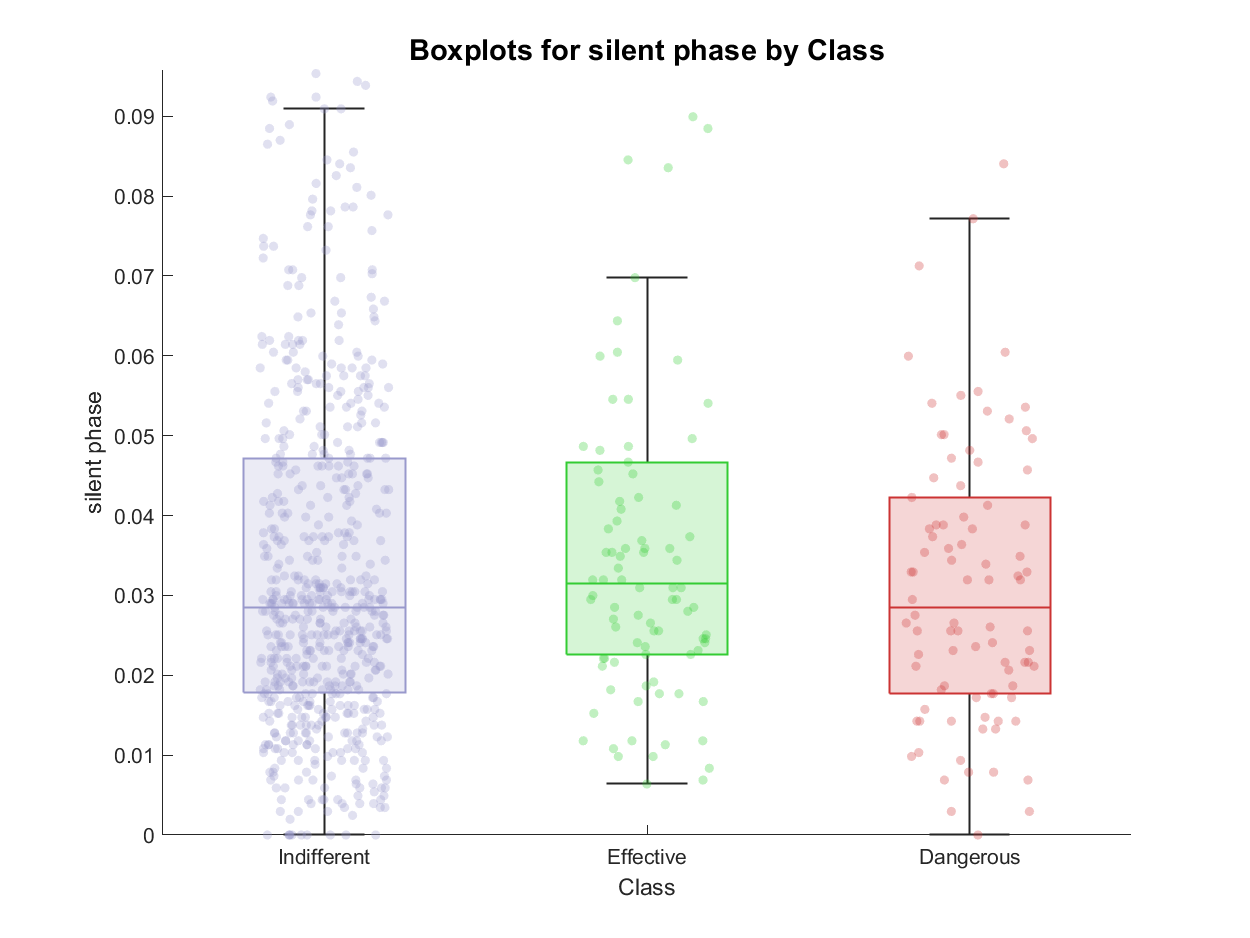 Boxplots for silent phase by Class
0.09
0.08
0.07
0.06
0.05
0.04
0.03
0.02
0.01
0
silent phase
Indifferent Effective Dangerous
Class